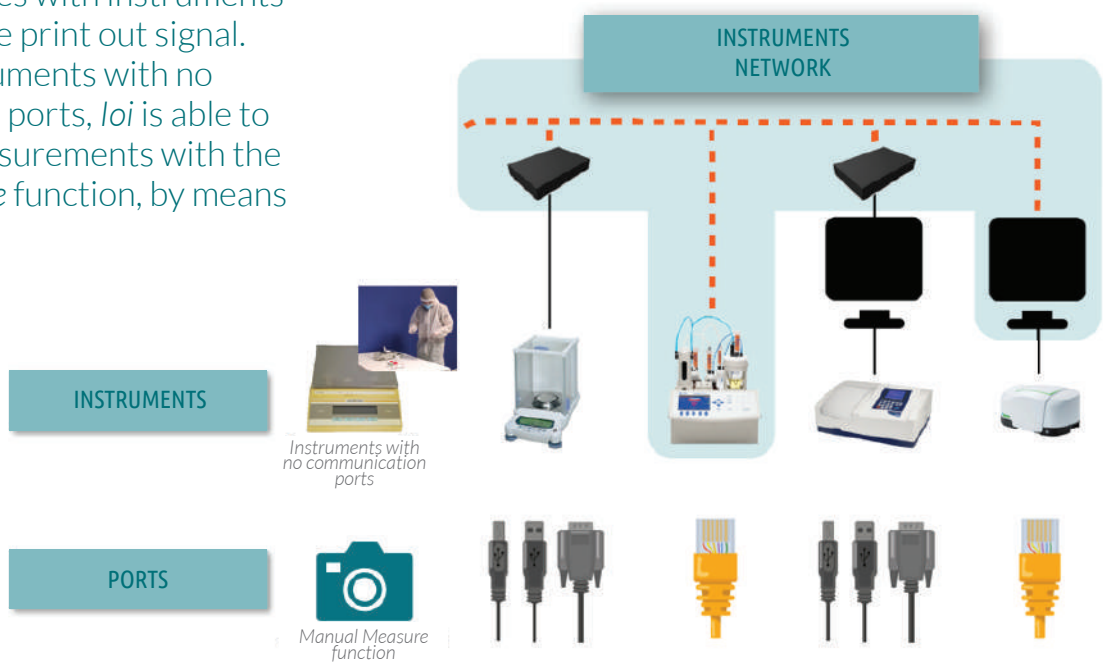 es with instruments
e print out signal.
uments with no
ports, loi is able to
surements with the
e function, by means
INSTRUMENTS
NETWORK
INSTRUMENTS
Instruments with
no communication
ports
PORTS
Manual Measure
function